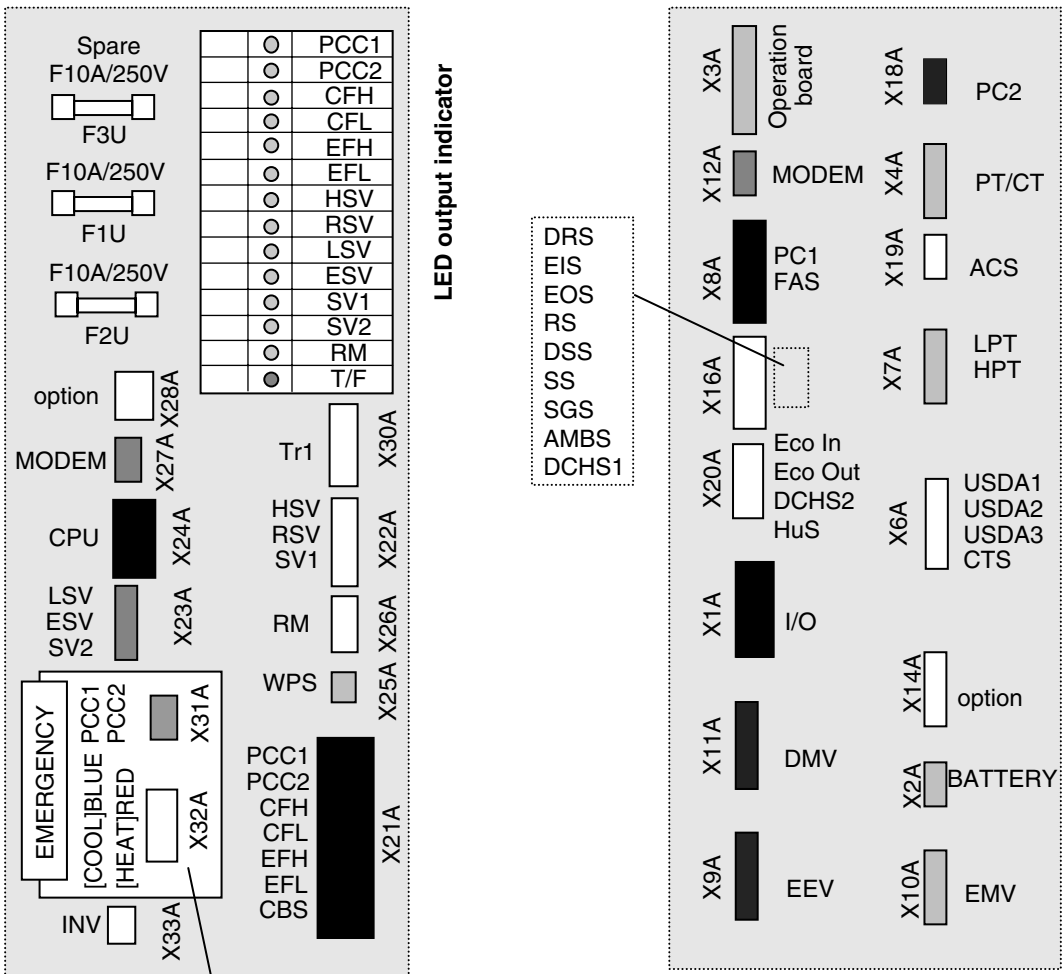 Spare
F10A/250V
F3U
F10A/250V
F1U
F10A/250V
F2U
PCC1
PCC2
CFH
CFL
EFH
EFL
HSV
RSV
LSV
ESV
SV1
SV2
RM
T/F
LED output indicator
option
X28A
MODEM
X27A
CPU
X24A
LSV
ESV
SV2
X23A
Tr1
X30A
HSV
RSV
SV1
X22A
RM
X26A
WPS
X25A
EMERGENCY
PCC1
PCC2
X31A
[COOL]BLUE
[HEAT]RED
X32A
INV
X33A
PCC1
PCC2
CFH
CFL
EFH
EFL
CBS
X21A
DRS
EIS
EOS
RS
DSS
SS
SGS
AMBS
DCHS1
X3A
Operation
board
X12A
MODEM
X8A
PC1
FAS
X16A
X20A
Eco In
Eco Out
DCHS2
HuS
X1A
I/O
X11A
DMV
X9A
EEV
X18A
PC2
X4A
PT/CT
X19A
ACS
X7A
LPT
HPT
X6A
USDA1
USDA2
USDA3
CTS
X14A
option
X2A
BATTERY
X10A
EMV